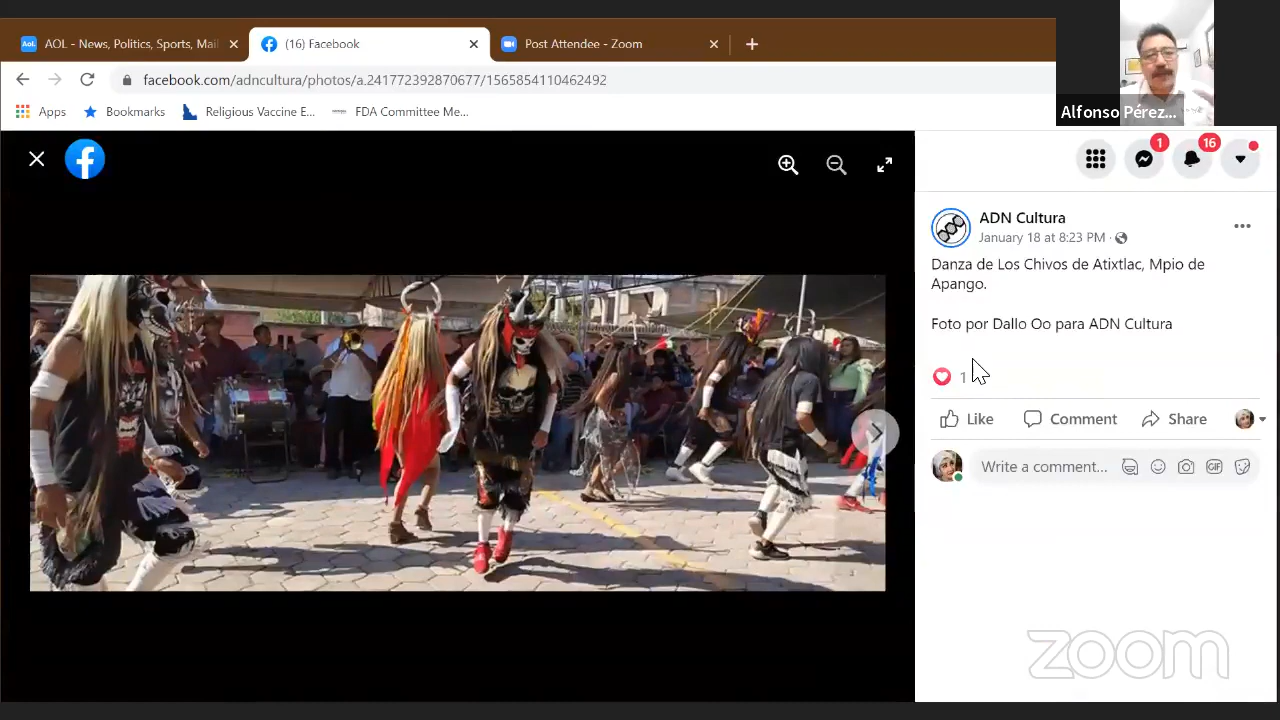 AOL - News, Politics, Sports, Mail
(16) Facebook
Post Attendee - Zoom
facebook.com/adncultura/photos/a.241772392870677/1565854110462492
Apps
Bookmarks
Religious Vaccine E...
FDA Committee Me...
Alfonso Pérez...
1
16
ADN Cultura
January 18 at 8:23 PM ·
Danza de Los Chivos de Atixtlac, Mpio de
Apango.
Foto por Dallo Oo para ADN Cultura
1
Like
Comment
Share
Write a comment...
GIF
zoom